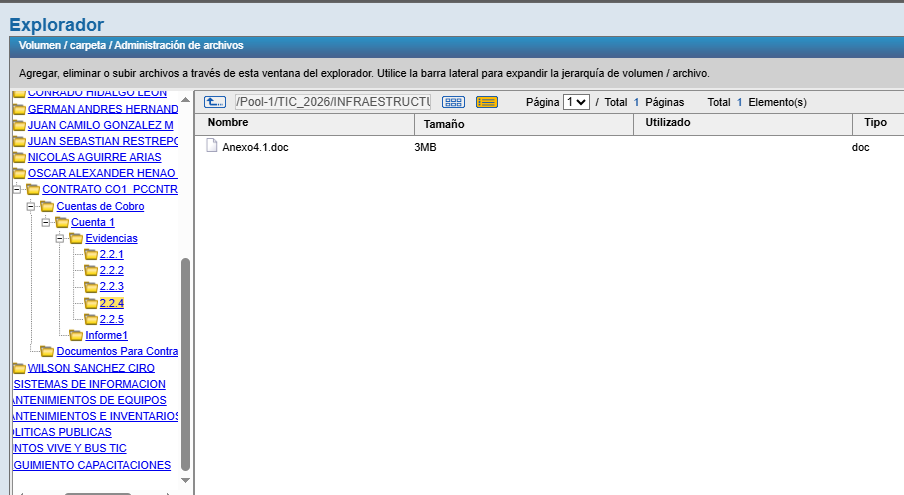 Explorador
Volumen / carpeta / Administración de archivos
Agregar, eliminar o subir archivos a través de esta ventana del explorador. Utilice la barra lateral para expandir la jerarquía de volumen / archivo.
CONRADO HIDALGO LEON
GERMAN ANDRES HERNAND
JUAN CAMILO GONZALEZ M
JUAN SEBASTIAN RESTREPO
NICOLAS AGUIRRE ARIAS
OSCAR ALEXANDER HENAO
CONTRATO CO1_PCCNTR
Cuentas de Cobro
Cuenta 1
Evidencias
2.2.1
2.2.2
2.2.3
2.2.4
2.2.5
Informe1
Documentos Para Contra
WILSON SANCHEZ CIRO
SISTEMAS DE INFORMACION
ANTENIMIENTOS DE EQUIPOS
ANTENIMIENTOS E INVENTARIOS
OLITICAS PUBLICAS
NTOS VIVE Y BUS TIC
GUIMIENTO CAPACITACIONES
/Pool-1/TIC_2026/INFRAESTRUCTU Página 1 / Total 1 Páginas Total 1 Elemento(s)
Nombre Tamaño Utilizado Tipo
Anexo4.1.doc 3MB doc